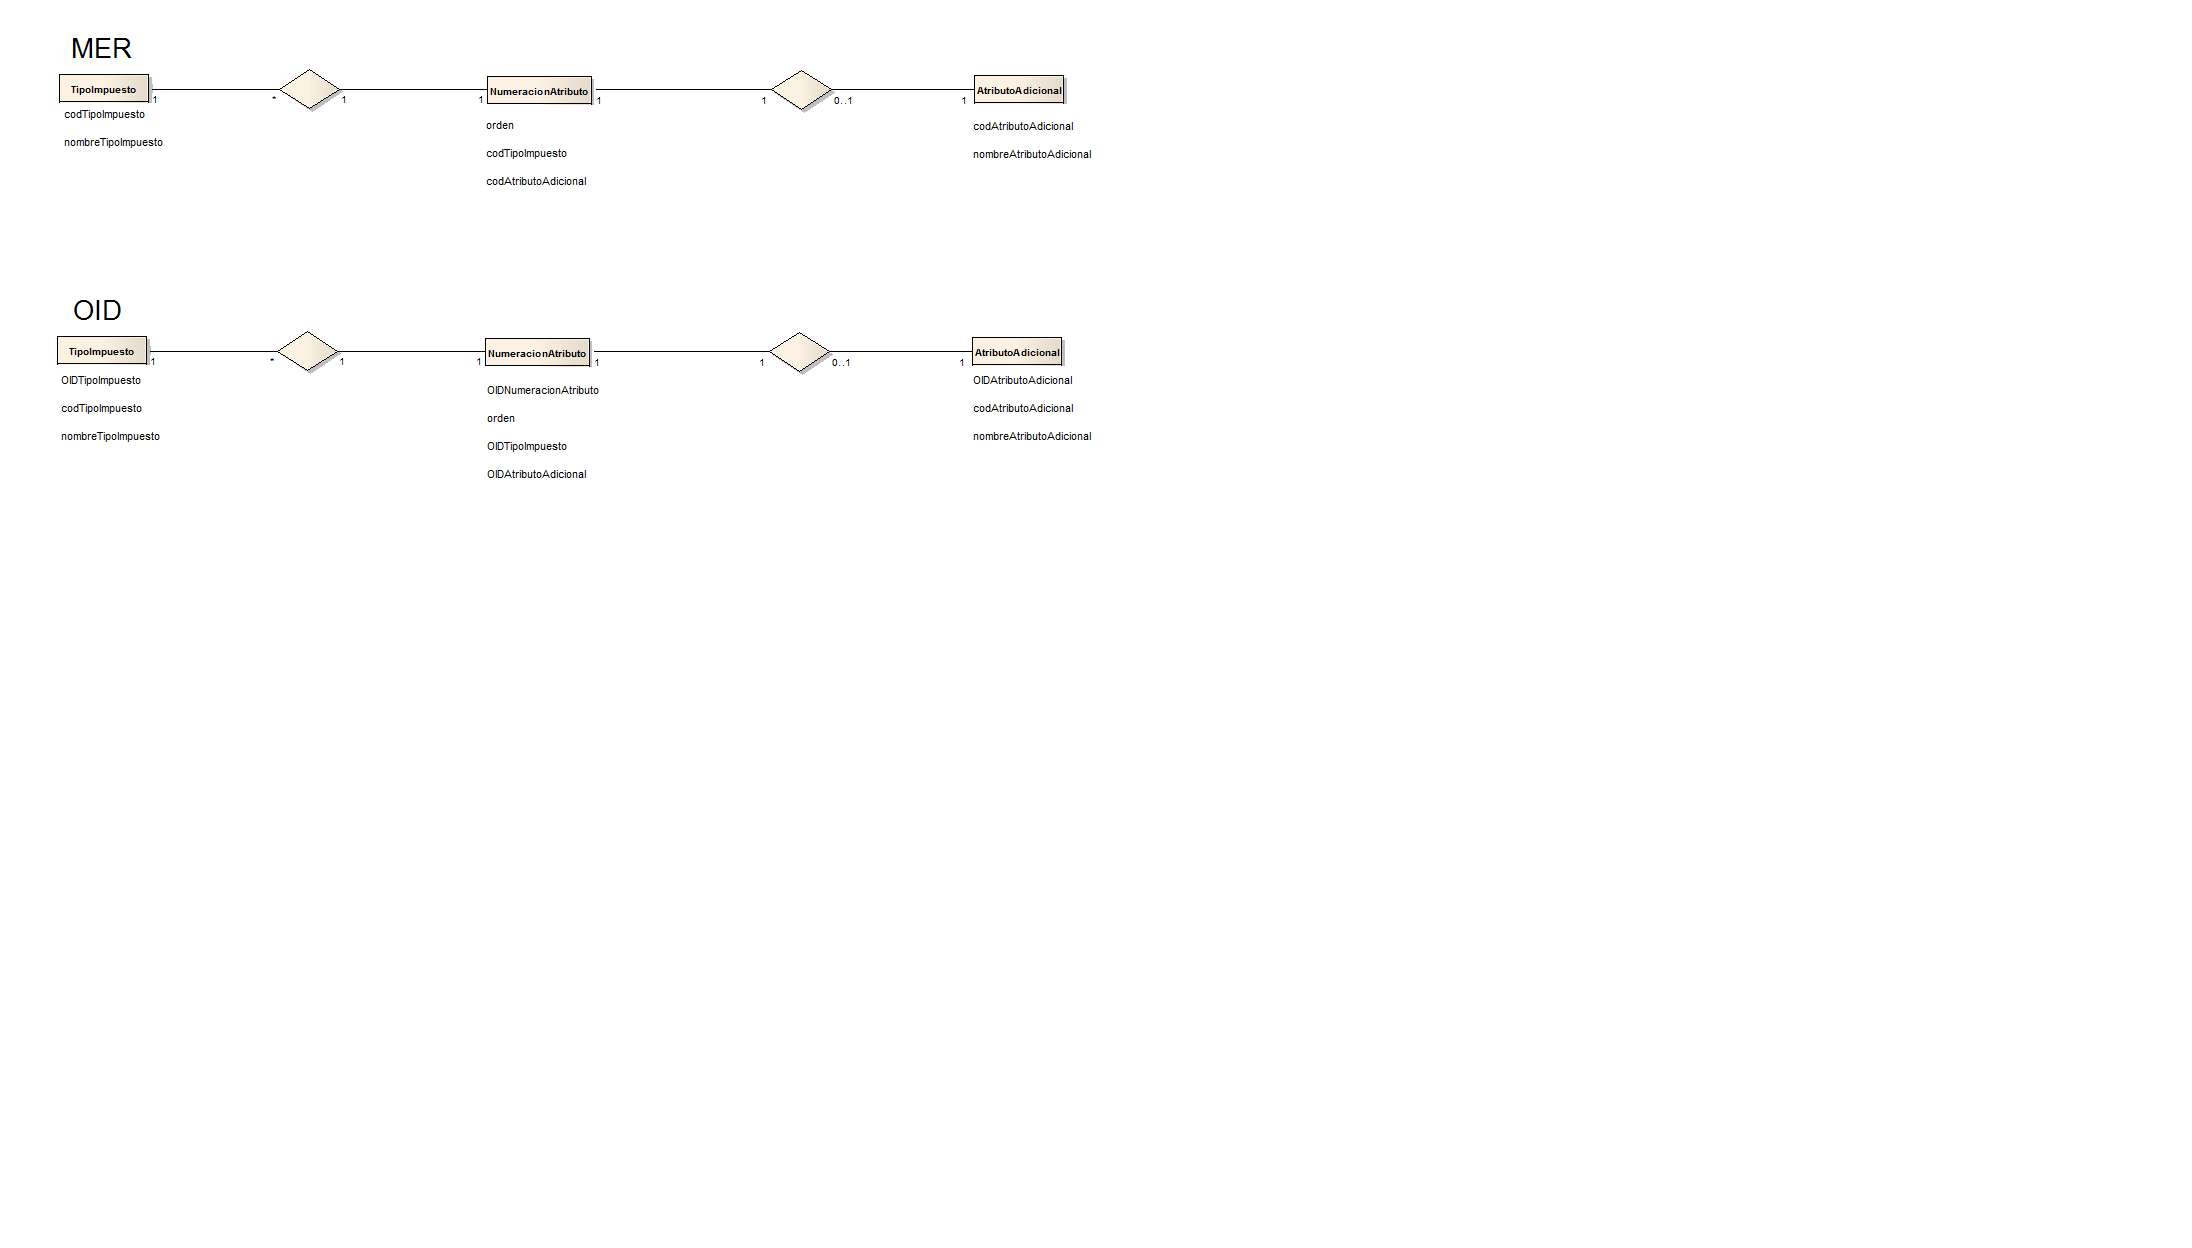 MER
TipoImpuesto
1
*
1
1
NumeracionAtributo
1
1
0..1
1
AtributoAdicional
codTipoImpuesto
nombreTipoImpuesto
orden
codTipoImpuesto
codAtributoAdicional
codAtributoAdicional
nombreAtributoAdicional
OID
TipoImpuesto
1
*
1
1
NumeracionAtributo
1
1
0..1
1
AtributoAdicional
OIDTipoImpuesto
codTipoImpuesto
nombreTipoImpuesto
OIDNumeracionAtributo
orden
OIDTipoImpuesto
OIDAtributoAdicional
OIDAtributoAdicional
codAtributoAdicional
nombreAtributoAdicional